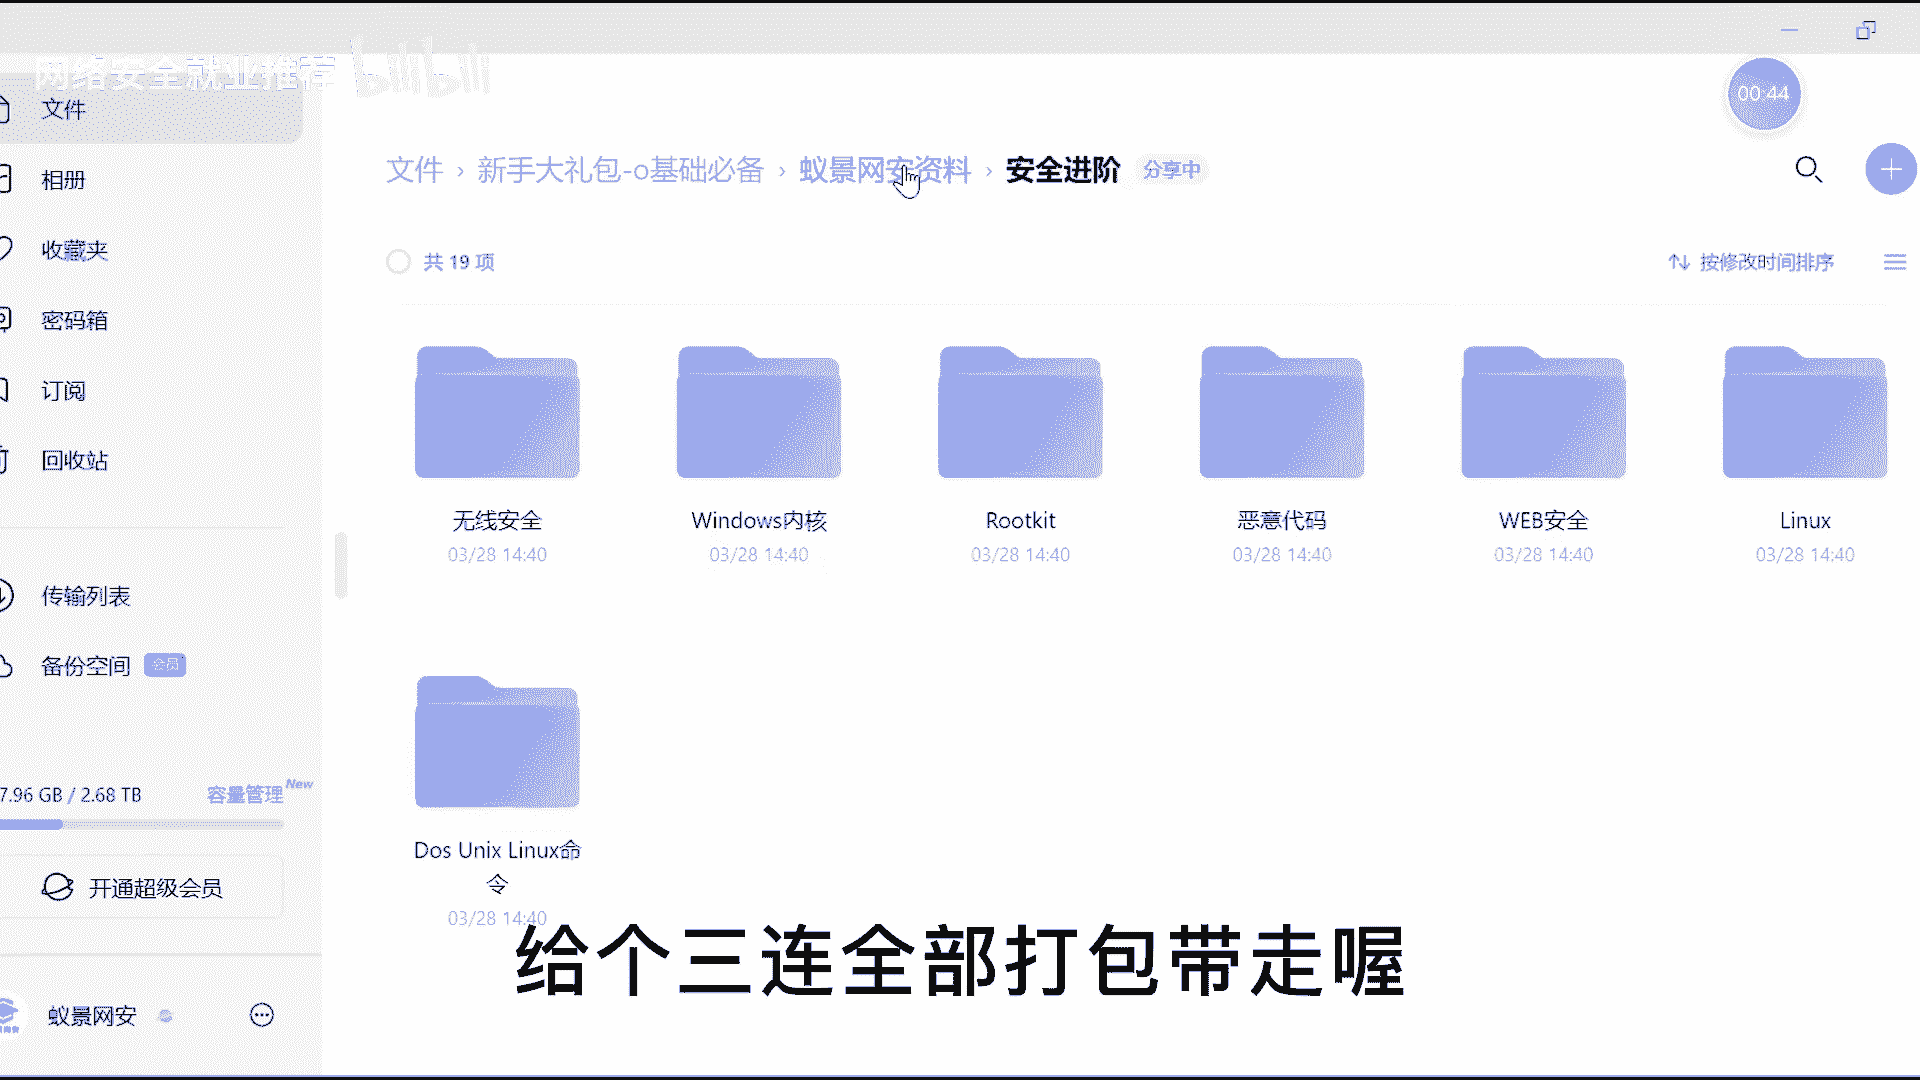 网络安全就业推荐 bilibili
00:44
文件
相册
收藏夹
密码箱
订阅
回收站
传输列表
备份空间 会员
7.96 GB / 2.68 TB 容量管理 New
开通超级会员
蚁景网安
文件 › 新手大礼包-o基础必备 › 蚁景网安资料 › 安全进阶 分享中
共 19 项
按修改时间排序
无线安全
03/28 14:40
Windows内核
03/28 14:40
Rootkit
03/28 14:40
恶意代码
03/28 14:40
WEB安全
03/28 14:40
Linux
03/28 14:40
Dos Unix Linux命
令
03/28 14:40
给个三连全部打包带走喔